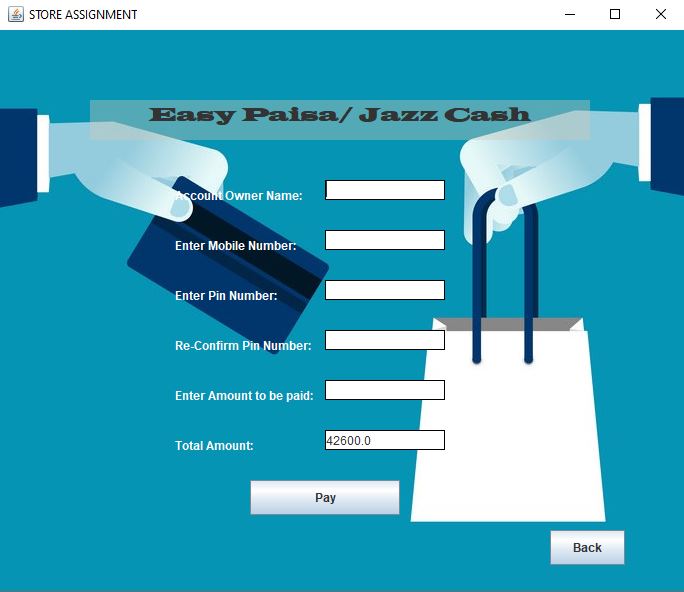 STORE ASSIGNMENT
Easy Paisa/ Jazz Cash
Account Owner Name:
Enter Mobile Number:
Enter Pin Number:
Re-Confirm Pin Number:
Enter Amount to be paid:
Total Amount: 42600.0
Pay
Back